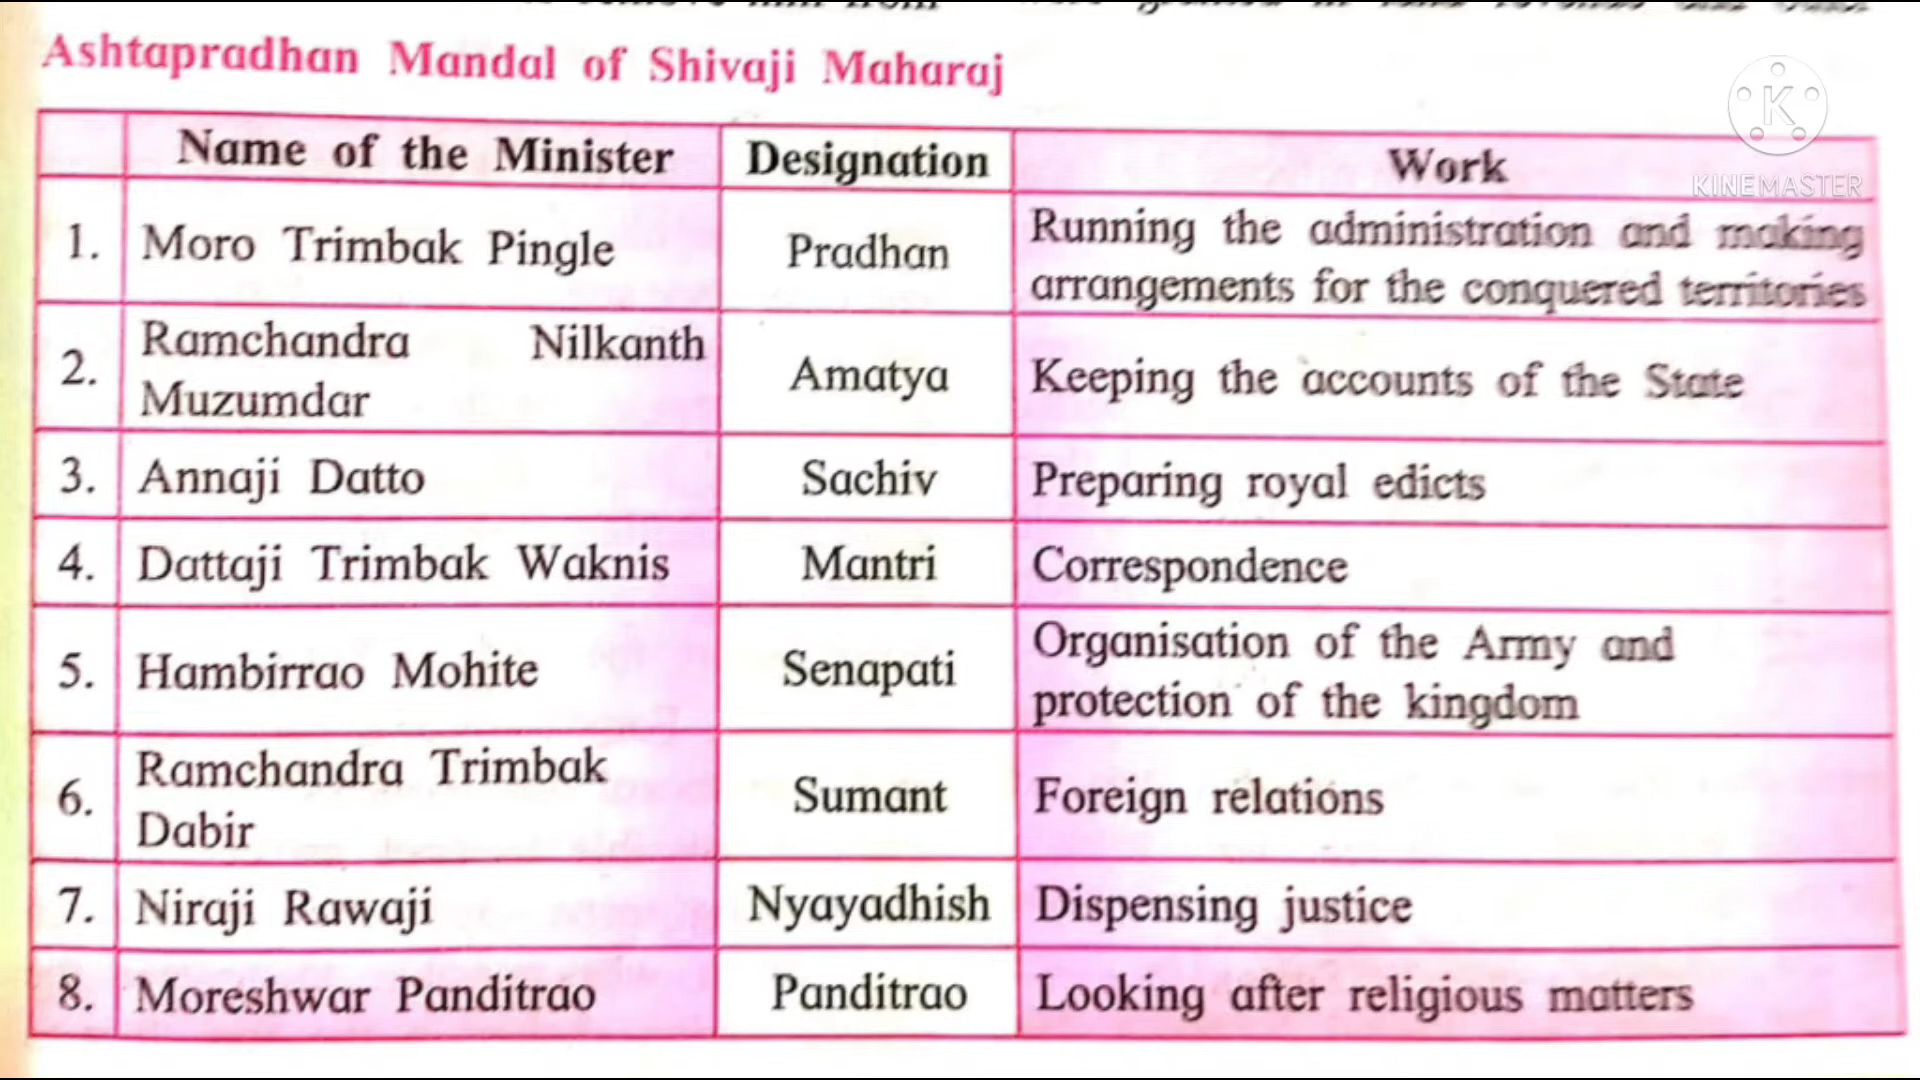 Ashtapradhan Mandal of Shivaji Maharaj
K
KINEMASTER
Name of the Minister Designation Work
1. Moro Trimbak Pingle Pradhan Running the administration and making
arrangements for the conquered territories
2. Ramchandra Nilkanth
Muzumdar Amatya Keeping the accounts of the State
3. Annaji Datto Sachiv Preparing royal edicts
4. Dattaji Trimbak Waknis Mantri Correspondence
5. Hambirrao Mohite Senapati Organisation of the Army and
protection of the kingdom
6. Ramchandra Trimbak
Dabir Sumant Foreign relations
7. Niraji Rawaji Nyayadhish Dispensing justice
8. Moreshwar Panditrao Panditrao Looking after religious matters